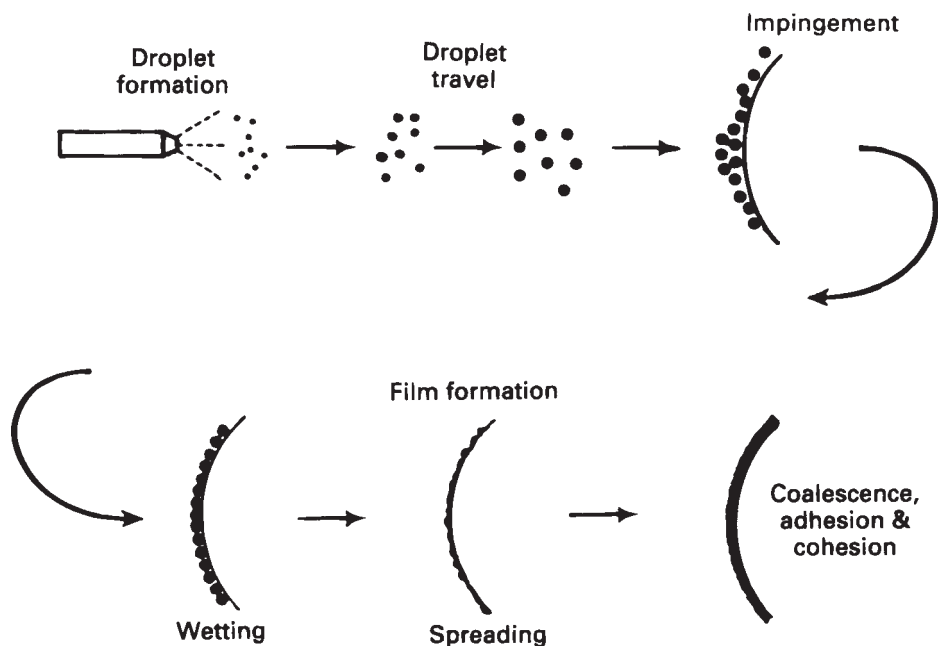 Droplet
formation
Droplet
travel
Impingement
Film formation
Wetting
Spreading
Coalescence,
adhesion &
cohesion